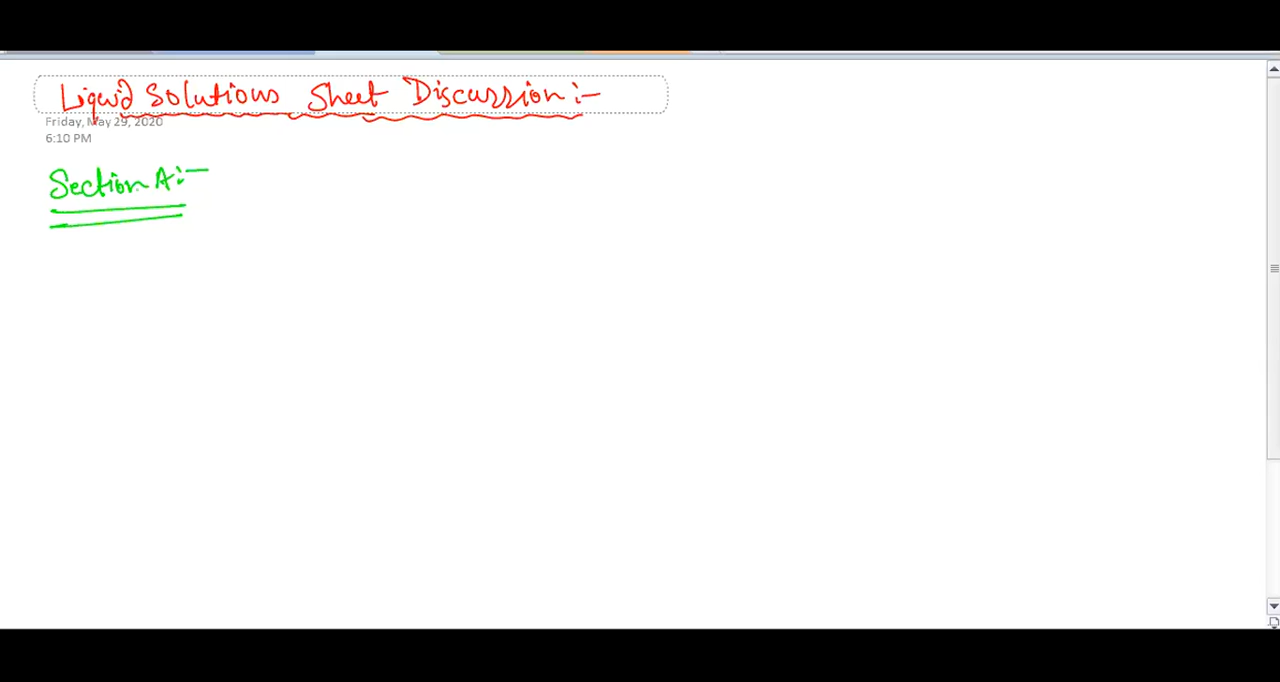 Liquid Solutions Sheet Discussion:-
Friday, May 29, 2020
6:10 PM
Section A:-